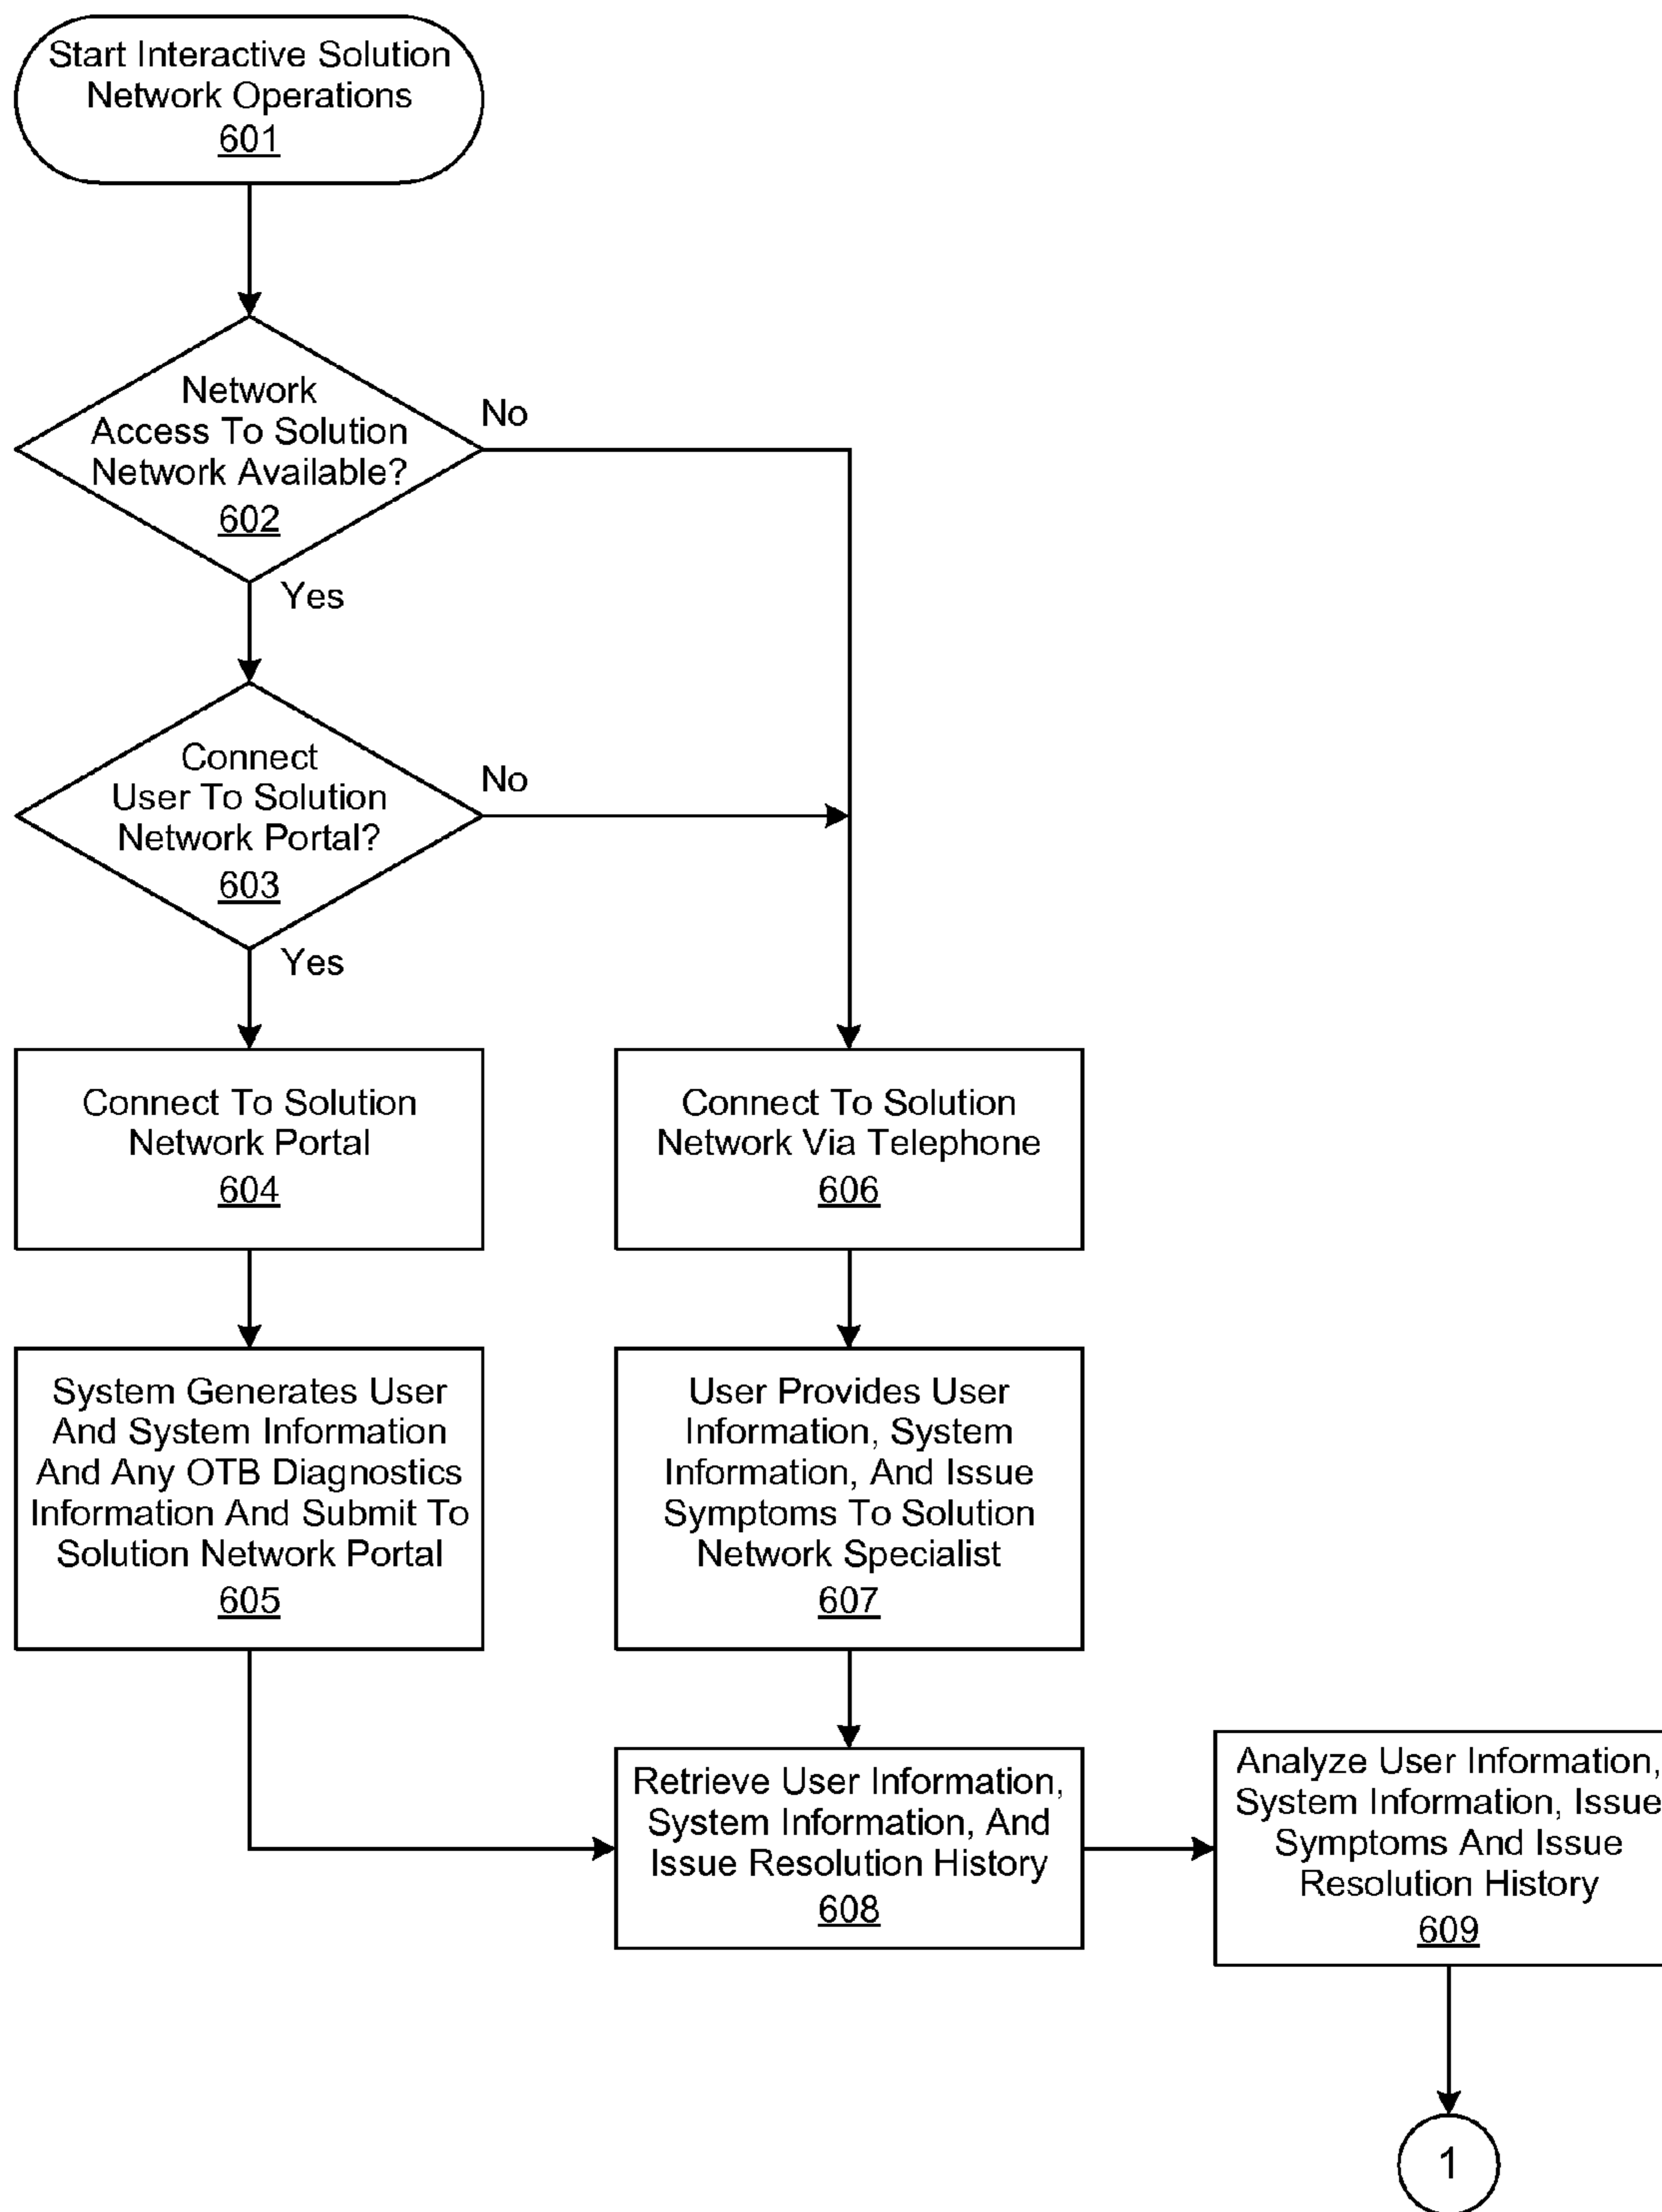 Start Interactive Solution
Network Operations
601
Network
Access To Solution
Network Available?
602
No
Yes
Connect
User To Solution
Network Portal?
603
No
Yes
Connect To Solution
Network Portal
604
Connect To Solution
Network Via Telephone
606
System Generates User
And System Information
And Any OTB Diagnostics
Information And Submit To
Solution Network Portal
605
User Provides User
Information, System
Information, And Issue
Symptoms To Solution
Network Specialist
607
Retrieve User Information,
System Information, And
Issue Resolution History
608
Analyze User Information,
System Information, Issue
Symptoms And Issue
Resolution History
609
1